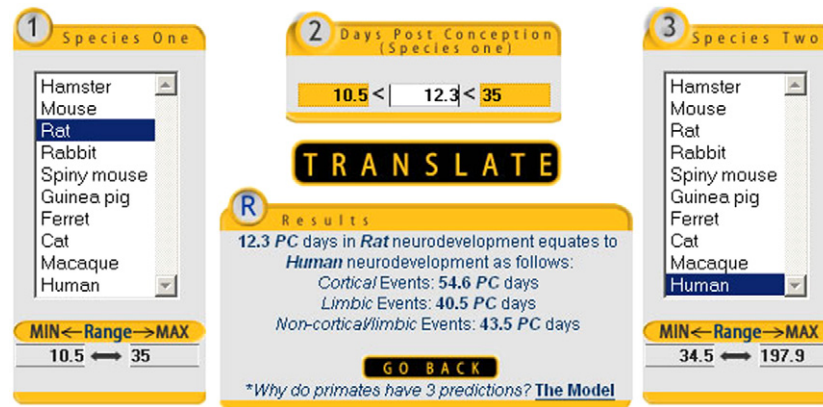 1 Species One
Hamster
Mouse
Rat
Rabbit
Spiny mouse
Guinea pig
Ferret
Cat
Macaque
Human
MIN←Range→MAX
10.5 ↔ 35
2 Days Post Conception
(Species one)
10.5 < 12.3 < 35
TRANSLATE
R Results
12.3 PC days in Rat neurodevelopment equates to
Human neurodevelopment as follows:
Cortical Events: 54.6 PC days
Limbic Events: 40.5 PC days
Non-cortical/limbic Events: 43.5 PC days
GO BACK
*Why do primates have 3 predictions? The Model
3 Species Two
Hamster
Mouse
Rat
Rabbit
Spiny mouse
Guinea pig
Ferret
Cat
Macaque
Human
MIN←Range→MAX
34.5 ↔ 197.9